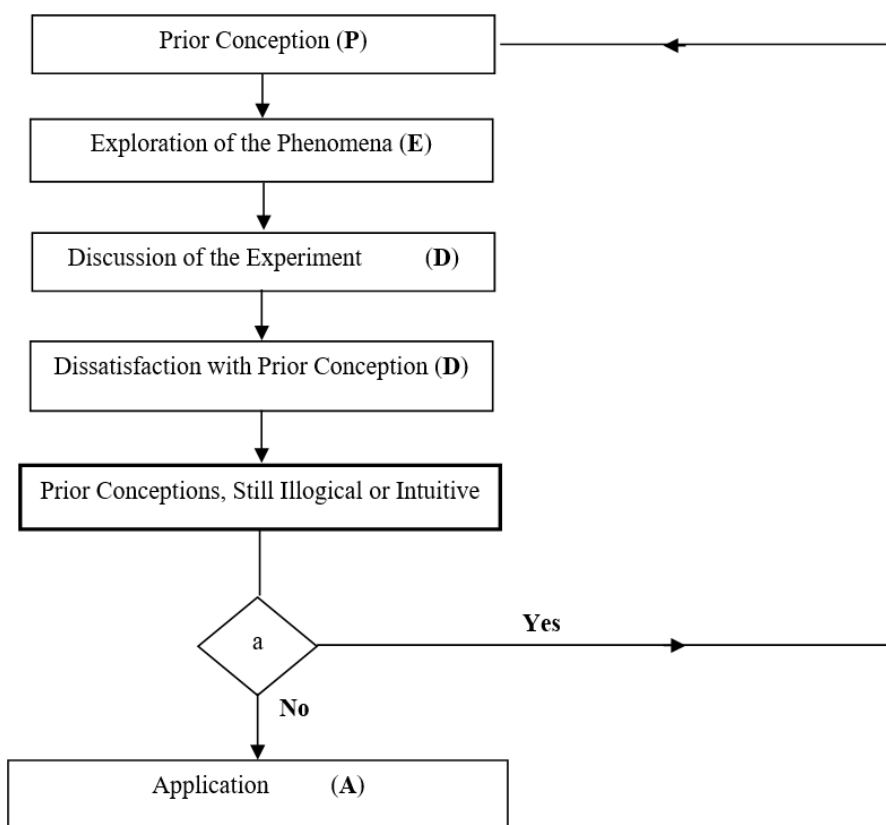 Prior Conception (P)
Exploration of the Phenomena (E)
Discussion of the Experiment (D)
Dissatisfaction with Prior Conception (D)
Prior Conceptions, Still Illogical or Intuitive
a
Yes
No
Application (A)